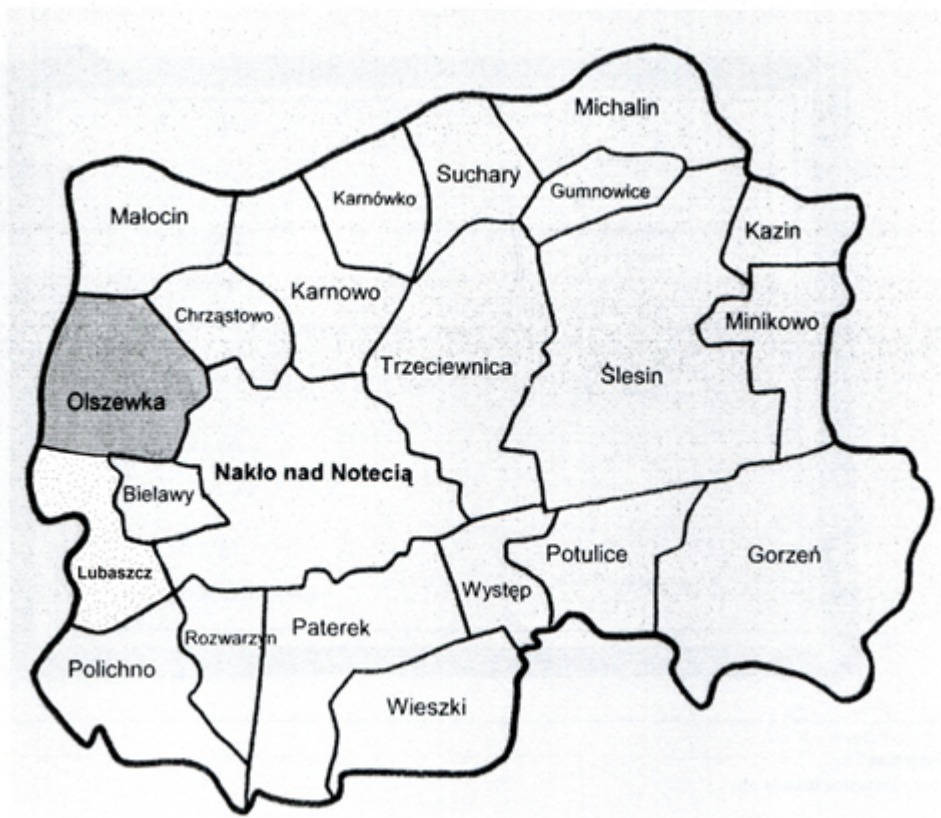 Michalin
Suchary
Gumnowice
Karnówko
Małocin
Kazin
Karnowo
Chrząstowo
Minikowo
Trzeciewnica
Ślesin
Olszewka
Nakło nad Notecią
Bielawy
Potulice
Gorzeń
Lubaszcz
Występ
Paterek
Rozwarzyn
Polichno
Wieszki